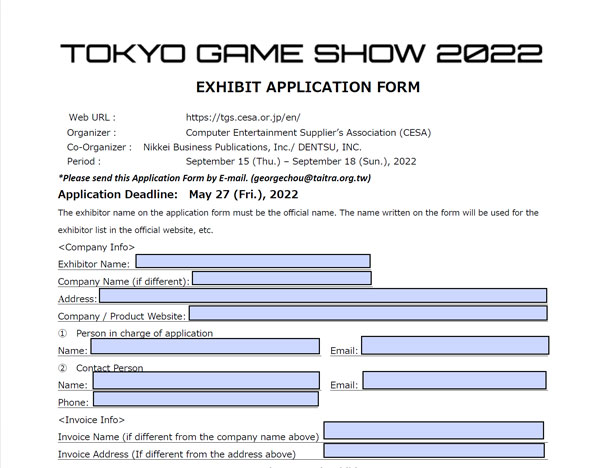 TOKYO GAME SHOW 2022
EXHIBIT APPLICATION FORM
Web URL : https://tgs.cesa.or.jp/en/
Organizer : Computer Entertainment Supplier's Association (CESA)
Co-Organizer : Nikkei Business Publications, Inc./ DENTSU, INC.
Period : September 15 (Thu.) – September 18 (Sun.), 2022
*Please send this Application Form by E-mail. (georgechou@taitra.org.tw)
Application Deadline: May 27 (Fri.), 2022
The exhibitor name on the application form must be the official name. The name written on the form will be used for the
exhibitor list in the official website, etc.
<Company Info>
Exhibitor Name:
Company Name (if different):
Address:
Company / Product Website:
① Person in charge of application
Name: Email:
② Contact Person
Name: Email:
Phone:
<Invoice Info>
Invoice Name (if different from the company name above)
Invoice Address (If different from the address above)